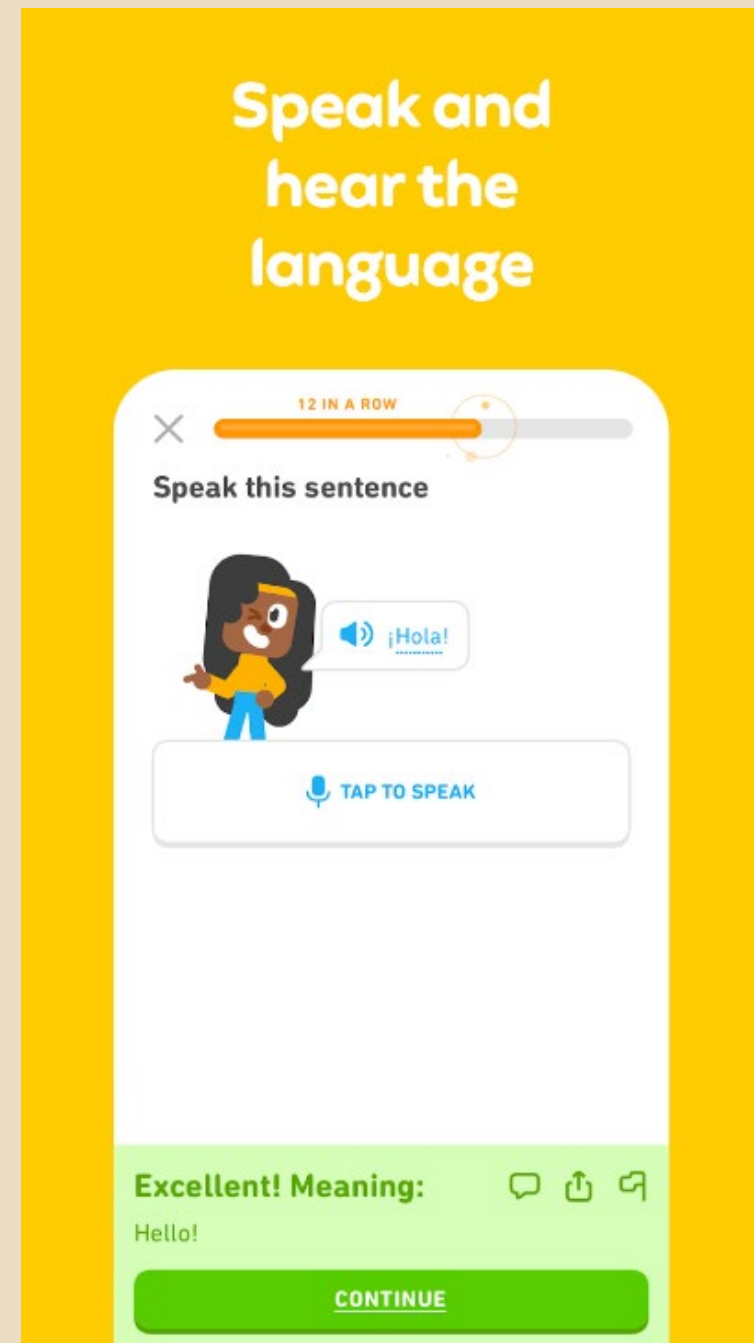 Speak and
hear the
language
12 IN A ROW
Speak this sentence
¡Hola!
TAP TO SPEAK
Excellent! Meaning:
Hello!
CONTINUE